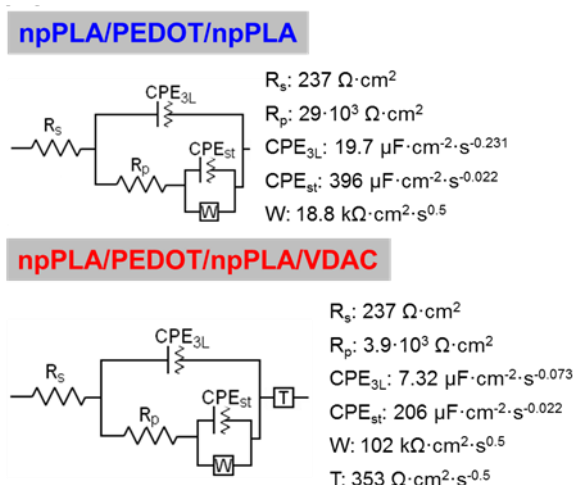 npPLA/PEDOT/npPLA
CPE₃L
Rₛ
Rₚ
CPEₛₜ
W
Rₛ: 237 Ω·cm²
Rₚ: 29·10³ Ω·cm²
CPE₃L: 19.7 µF·cm⁻²·s⁻⁰·²³¹
CPEₛₜ: 396 µF·cm⁻²·s⁻⁰·⁰²²
W: 18.8 kΩ·cm²·s⁰·⁵
npPLA/PEDOT/npPLA/VDAC
CPE₃L
Rₛ
Rₚ
CPEₛₜ
W
T
Rₛ: 237 Ω·cm²
Rₚ: 3.9·10³ Ω·cm²
CPE₃L: 7.32 µF·cm⁻²·s⁻⁰·⁰⁷³
CPEₛₜ: 206 µF·cm⁻²·s⁻⁰·⁰²²
W: 102 kΩ·cm²·s⁰·⁵
T: 353 Ω·cm²·s⁻⁰·⁵